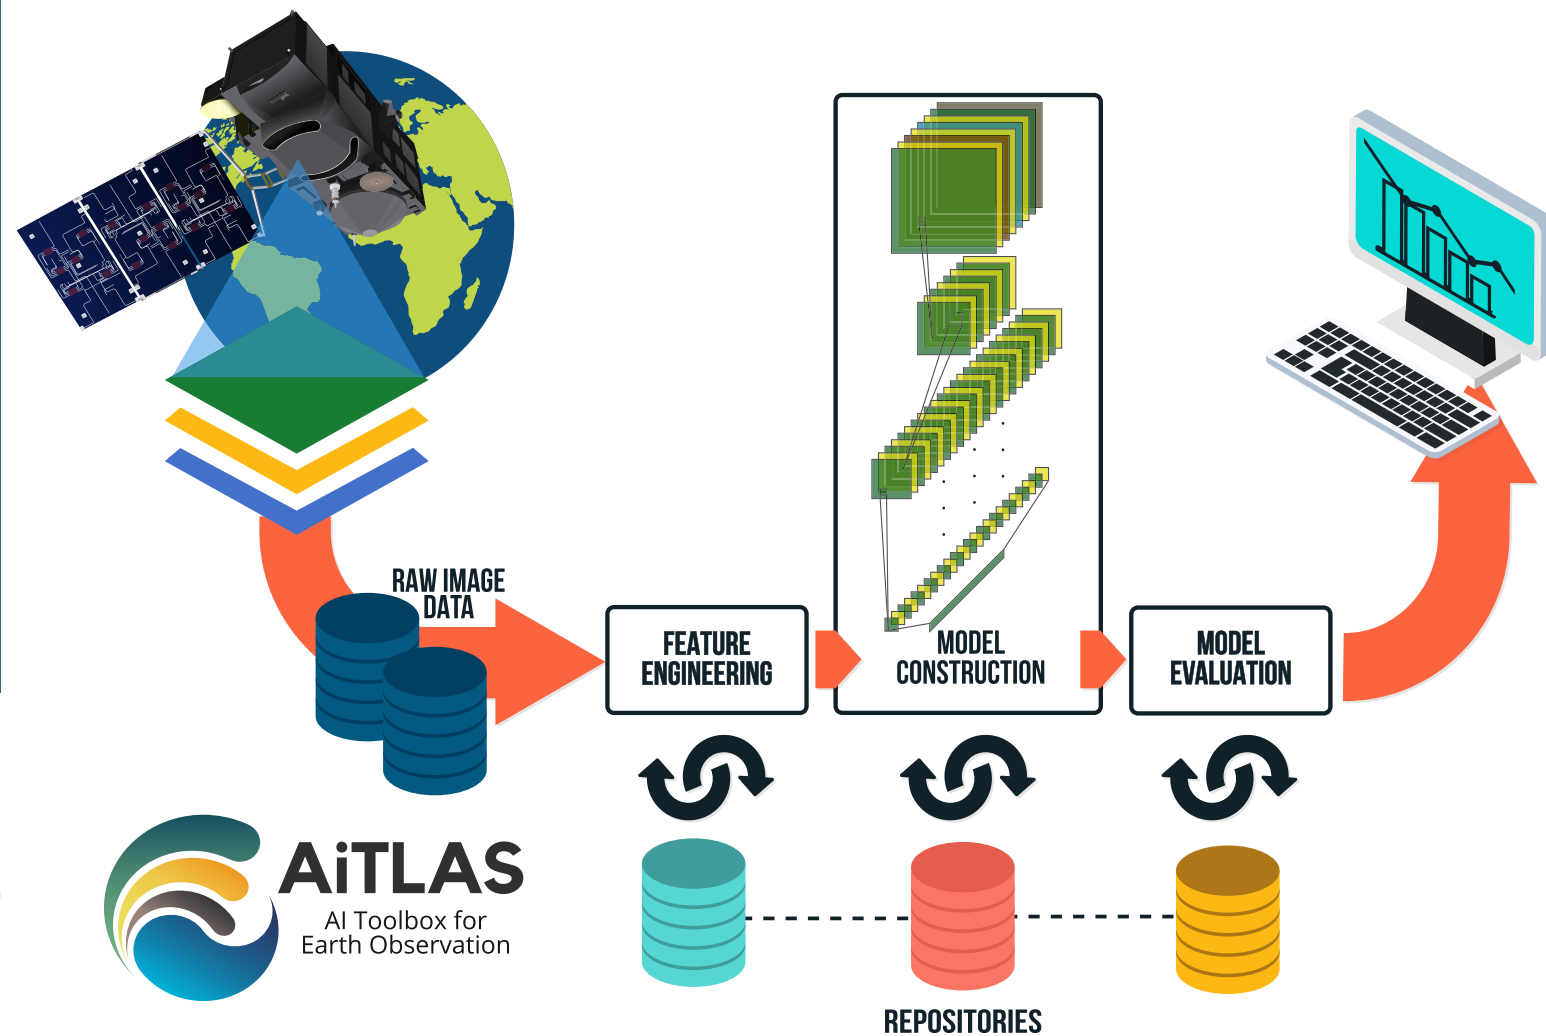 RAW IMAGE
DATA
FEATURE
ENGINEERING
MODEL
CONSTRUCTION
MODEL
EVALUATION
AiTLAS
AI Toolbox for
Earth Observation
REPOSITORIES